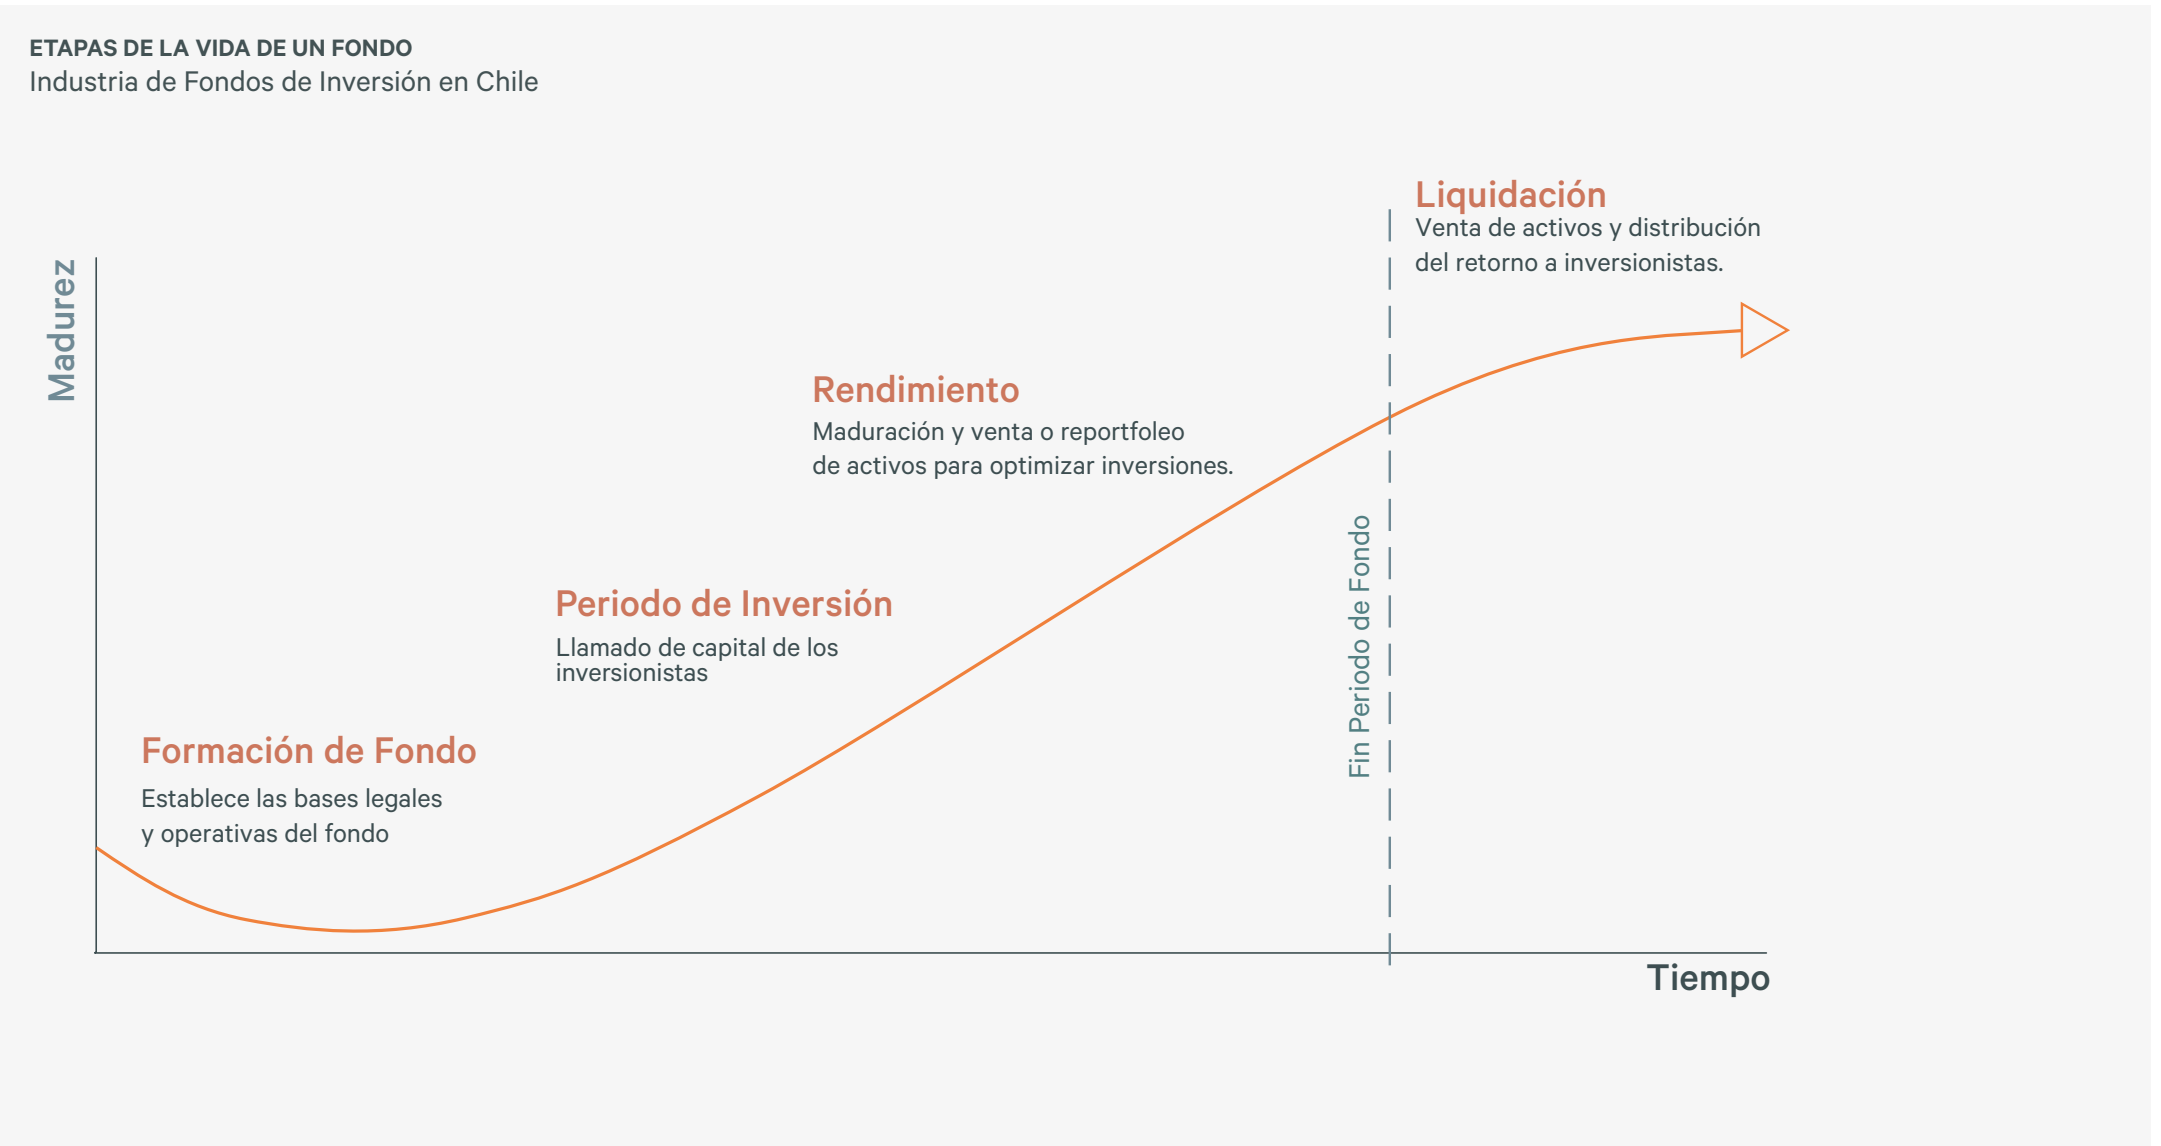 ETAPAS DE LA VIDA DE UN FONDO
Industria de Fondos de Inversión en Chile
Madurez
Formación de Fondo
Establece las bases legales
y operativas del fondo
Periodo de Inversión
Llamado de capital de los
inversionistas
Rendimiento
Maduración y venta o reportfoleo
de activos para optimizar inversiones.
Fin Periodo de Fondo
Liquidación
Venta de activos y distribución
del retorno a inversionistas.
Tiempo